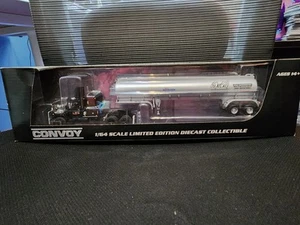 AGES 14+
CONVOY
1/64 SCALE LIMITED EDITION DIECAST COLLECTIBLE